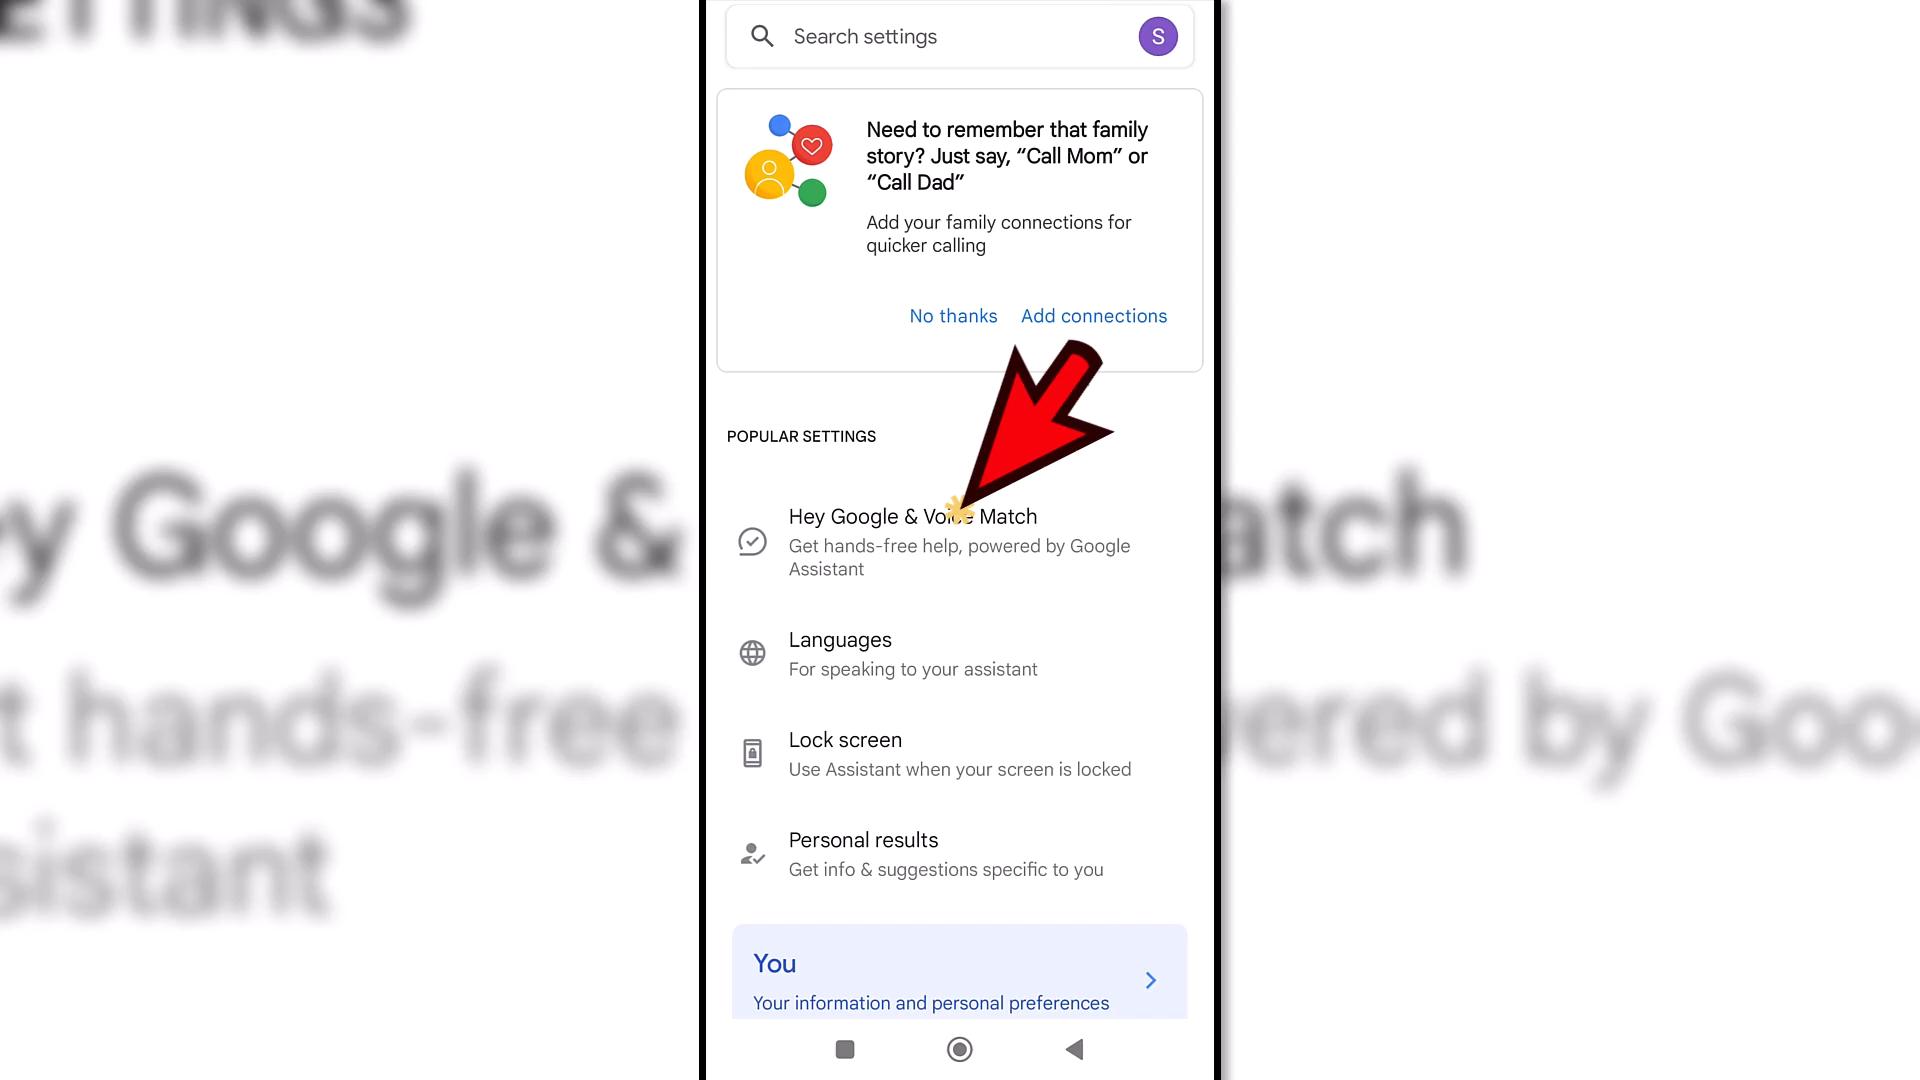 Search settings
S
Need to remember that family
story? Just say, “Call Mom” or
“Call Dad”
Add your family connections for
quicker calling
No thanks Add connections
POPULAR SETTINGS
Hey Google & Voice Match
Get hands-free help, powered by Google
Assistant
Languages
For speaking to your assistant
Lock screen
Use Assistant when your screen is locked
Personal results
Get info & suggestions specific to you
You
Your information and personal preferences